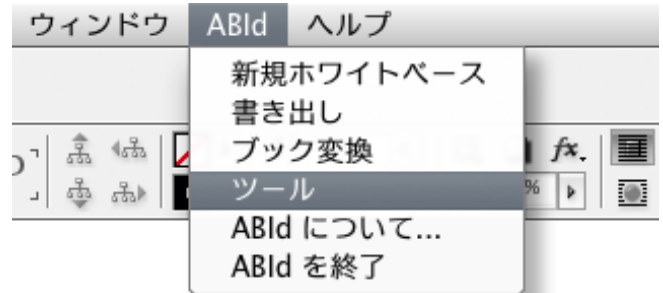 ウィンドウ ABId ヘルプ
新規ホワイトベース
書き出し
ブック変換
fx.
ツール
%
ABId について...
ABId を終了